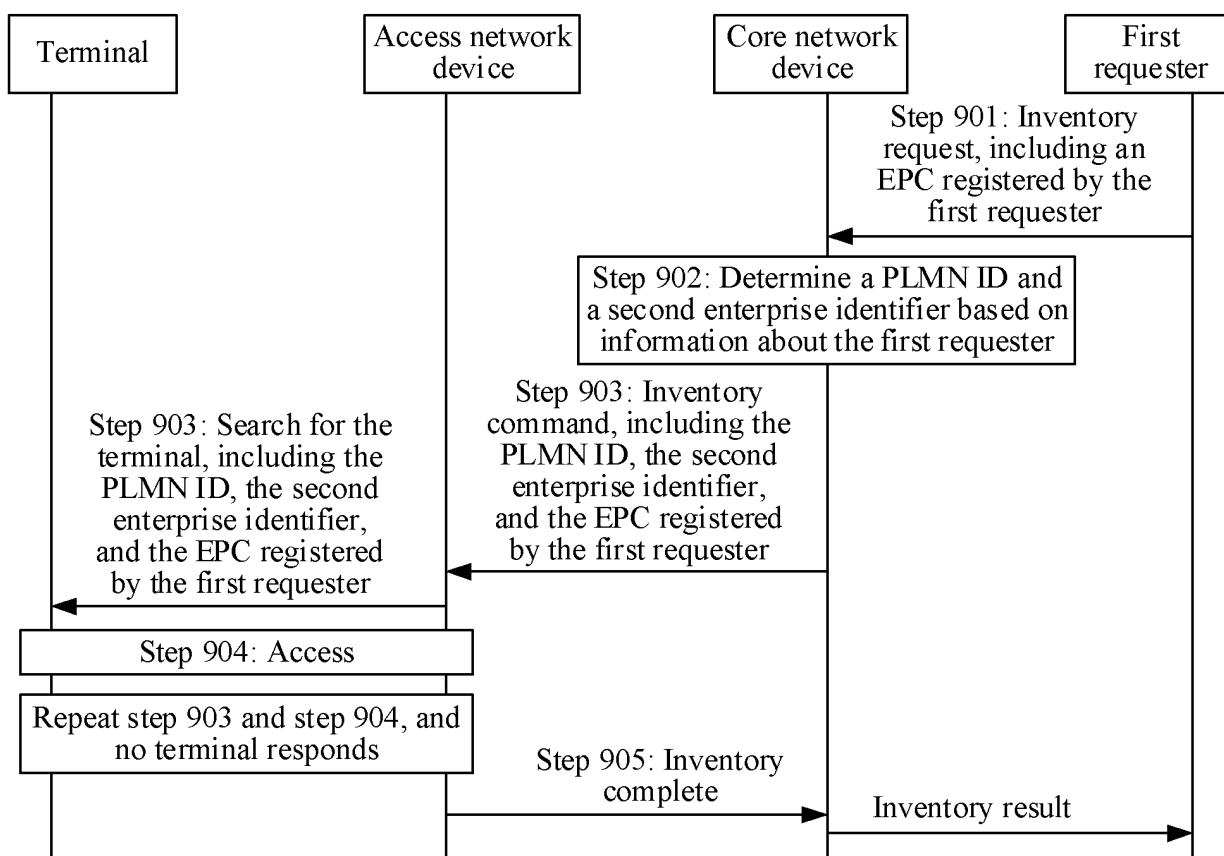 Terminal
Access network
device
Core network
device
First
requester
Step 901: Inventory
request, including an
EPC registered by the
first requester
Step 902: Determine a PLMN ID and
a second enterprise identifier based on
information about the first requester
Step 903: Inventory
command, including the
PLMN ID, the second
enterprise identifier,
and the EPC registered
by the first requester
Step 903: Search for the
terminal, including the
PLMN ID, the second
enterprise identifier,
and the EPC registered
by the first requester
Step 904: Access
Repeat step 903 and step 904, and
no terminal responds
Step 905: Inventory
complete
Inventory result